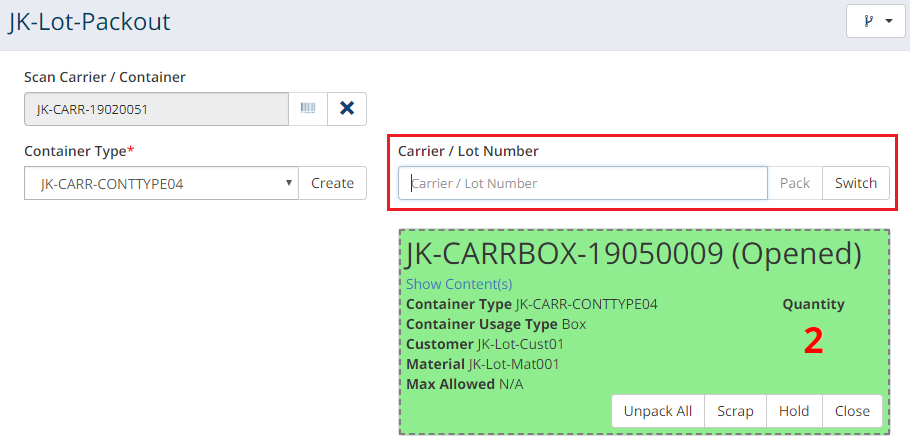 JK-Lot-Packout
Scan Carrier / Container
JK-CARR-19020051
Container Type*
JK-CARR-CONTTYPE04 Create
Carrier / Lot Number
Carrier / Lot Number Pack Switch
JK-CARRBOX-19050009 (Opened)
Show Content(s)
Container Type JK-CARR-CONTTYPE04
Container Usage Type Box
Customer JK-Lot-Cust01
Material JK-Lot-Mat001
Max Allowed N/A
Quantity
2
Unpack All Scrap Hold Close